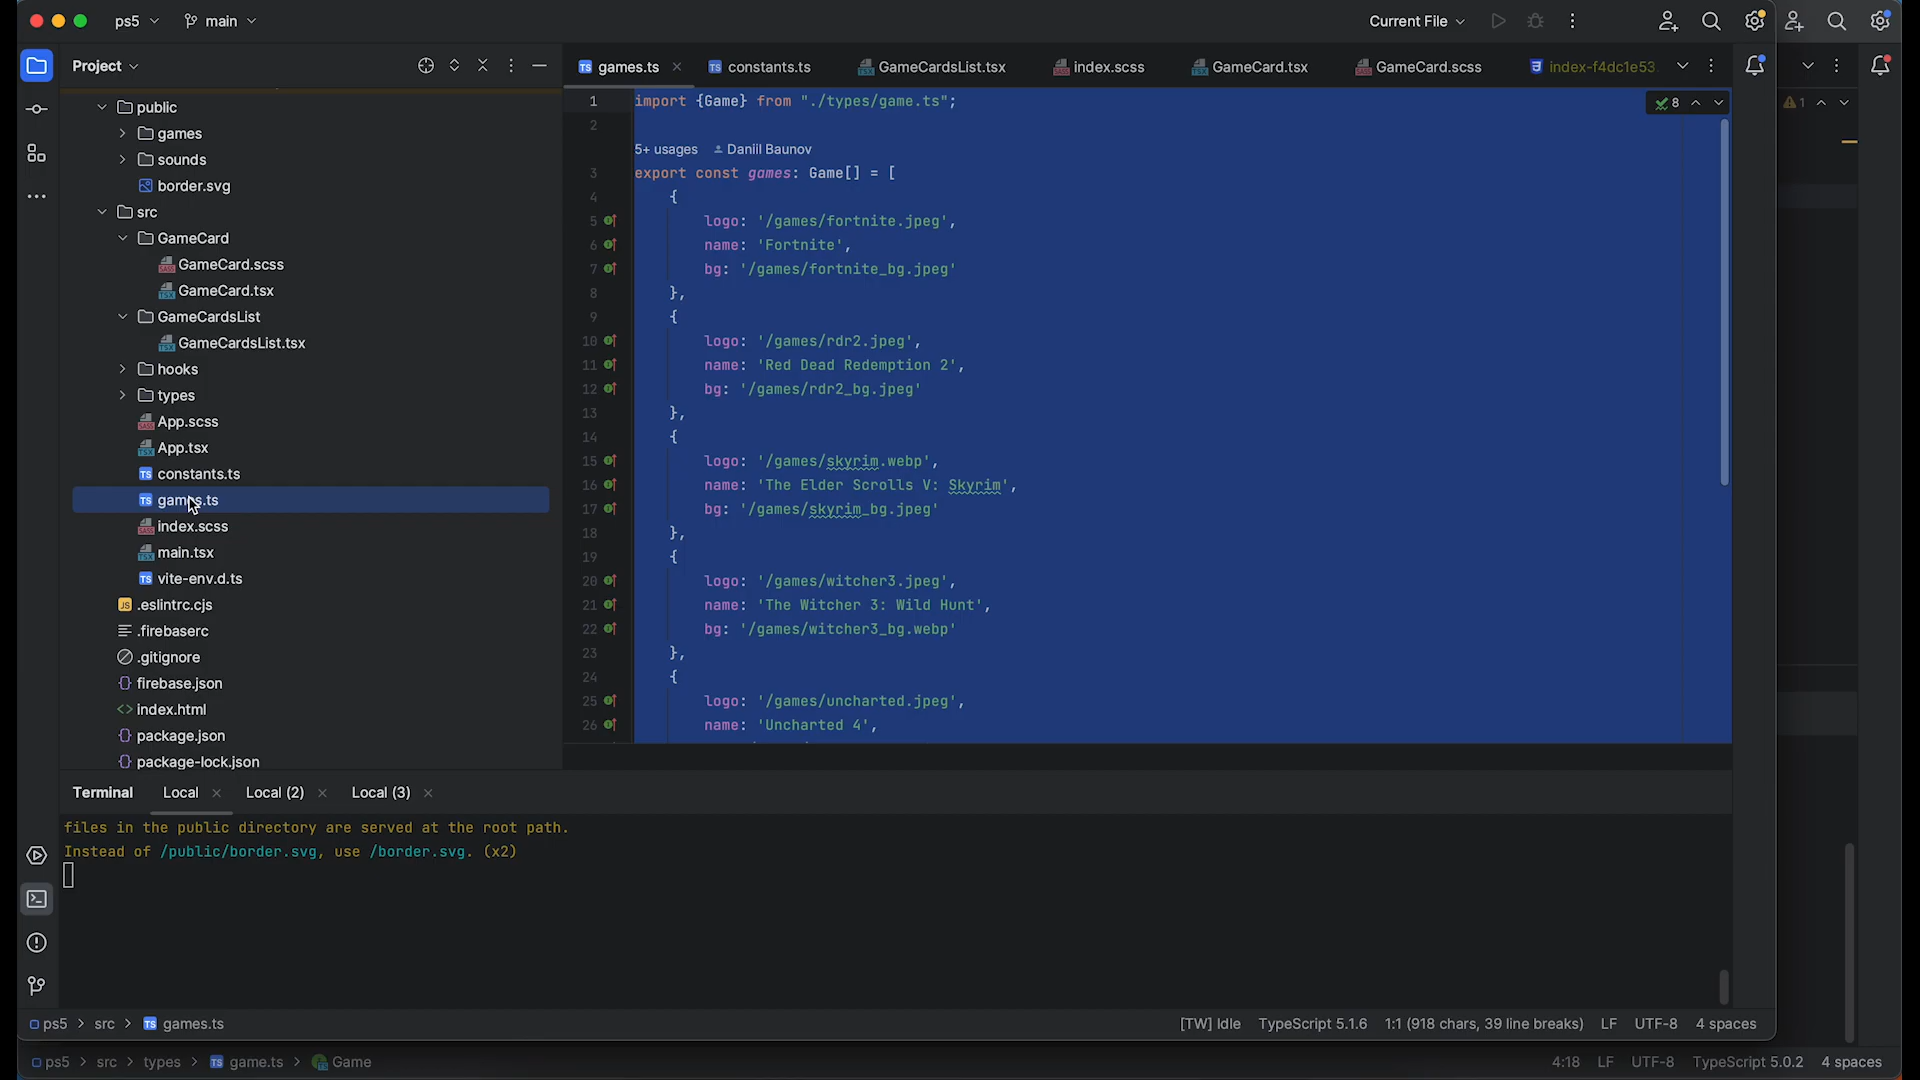 ps5
main
Current File
Project
games.ts
constants.ts
GameCardsList.tsx
index.scss
GameCard.tsx
GameCard.scss
index-f4dc1e53
public
games
sounds
border.svg
src
GameCard
GameCard.scss
GameCard.tsx
GameCardsList
GameCardsList.tsx
hooks
types
App.scss
App.tsx
constants.ts
games.ts
index.scss
main.tsx
vite-env.d.ts
.eslintrc.cjs
.firebaserc
.gitignore
firebase.json
index.html
package.json
package-lock.json
8
1
1 import {Game} from "./types/game.ts";
2
5+ usages Daniil Baunov
3 export const games: Game[] = [
4 {
5 logo: '/games/fortnite.jpeg',
6 name: 'Fortnite',
7 bg: '/games/fortnite_bg.jpeg'
8 },
9 {
10 logo: '/games/rdr2.jpeg',
11 name: 'Red Dead Redemption 2',
12 bg: '/games/rdr2_bg.jpeg'
13 },
14 {
15 logo: '/games/skyrim.webp',
16 name: 'The Elder Scrolls V: Skyrim',
17 bg: '/games/skyrim_bg.jpeg'
18 },
19 {
20 logo: '/games/witcher3.jpeg',
21 name: 'The Witcher 3: Wild Hunt',
22 bg: '/games/witcher3_bg.webp'
23 },
24 {
25 logo: '/games/uncharted.jpeg',
26 name: 'Uncharted 4',
Terminal Local Local (2) Local (3)
files in the public directory are served at the root path.
Instead of /public/border.svg, use /border.svg. (x2)
ps5 > src > games.ts
[TW] Idle TypeScript 5.1.6 1:1 (918 chars, 39 line breaks) LF UTF-8 4 spaces
ps5 > src > types > game.ts > Game
4:18 LF UTF-8 TypeScript 5.0.2 4 spaces